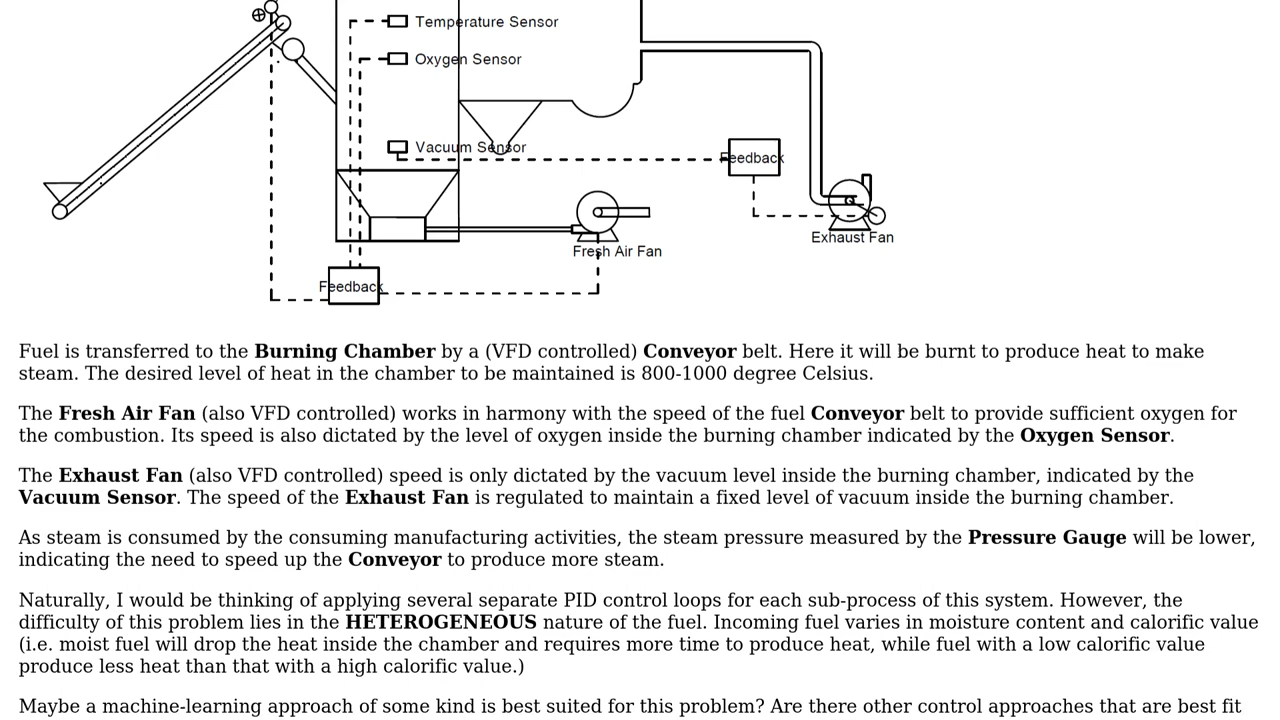 Temperature Sensor
Oxygen Sensor
Vacuum Sensor
Feedback
Exhaust Fan
Fresh Air Fan
Feedback
Fuel is transferred to the Burning Chamber by a (VFD controlled) Conveyor belt. Here it will be burnt to produce heat to make
steam. The desired level of heat in the chamber to be maintained is 800-1000 degree Celsius.
The Fresh Air Fan (also VFD controlled) works in harmony with the speed of the fuel Conveyor belt to provide sufficient oxygen for
the combustion. Its speed is also dictated by the level of oxygen inside the burning chamber indicated by the Oxygen Sensor.
The Exhaust Fan (also VFD controlled) speed is only dictated by the vacuum level inside the burning chamber, indicated by the
Vacuum Sensor. The speed of the Exhaust Fan is regulated to maintain a fixed level of vacuum inside the burning chamber.
As steam is consumed by the consuming manufacturing activities, the steam pressure measured by the Pressure Gauge will be lower,
indicating the need to speed up the Conveyor to produce more steam.
Naturally, I would be thinking of applying several separate PID control loops for each sub-process of this system. However, the
difficulty of this problem lies in the HETEROGENEOUS nature of the fuel. Incoming fuel varies in moisture content and calorific value
(i.e. moist fuel will drop the heat inside the chamber and requires more time to produce heat, while fuel with a low calorific value
produce less heat than that with a high calorific value.)
Maybe a machine-learning approach of some kind is best suited for this problem? Are there other control approaches that are best fit